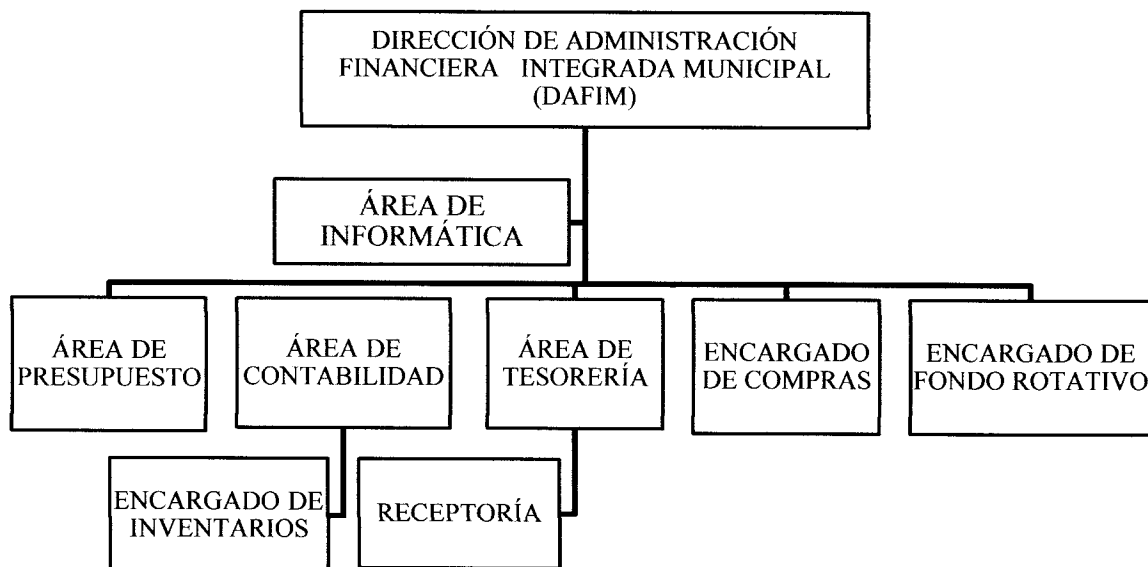 DIRECCIÓN DE ADMINISTRACIÓN
FINANCIERA INTEGRADA MUNICIPAL
(DAFIM)
ÁREA DE
INFORMÁTICA
ÁREA DE
PRESUPUESTO
ÁREA DE
CONTABILIDAD
ÁREA DE
TESORERÍA
ENCARGADO
DE COMPRAS
ENCARGADO DE
FONDO ROTATIVO
ENCARGADO DE
INVENTARIOS
RECEPTORÍA